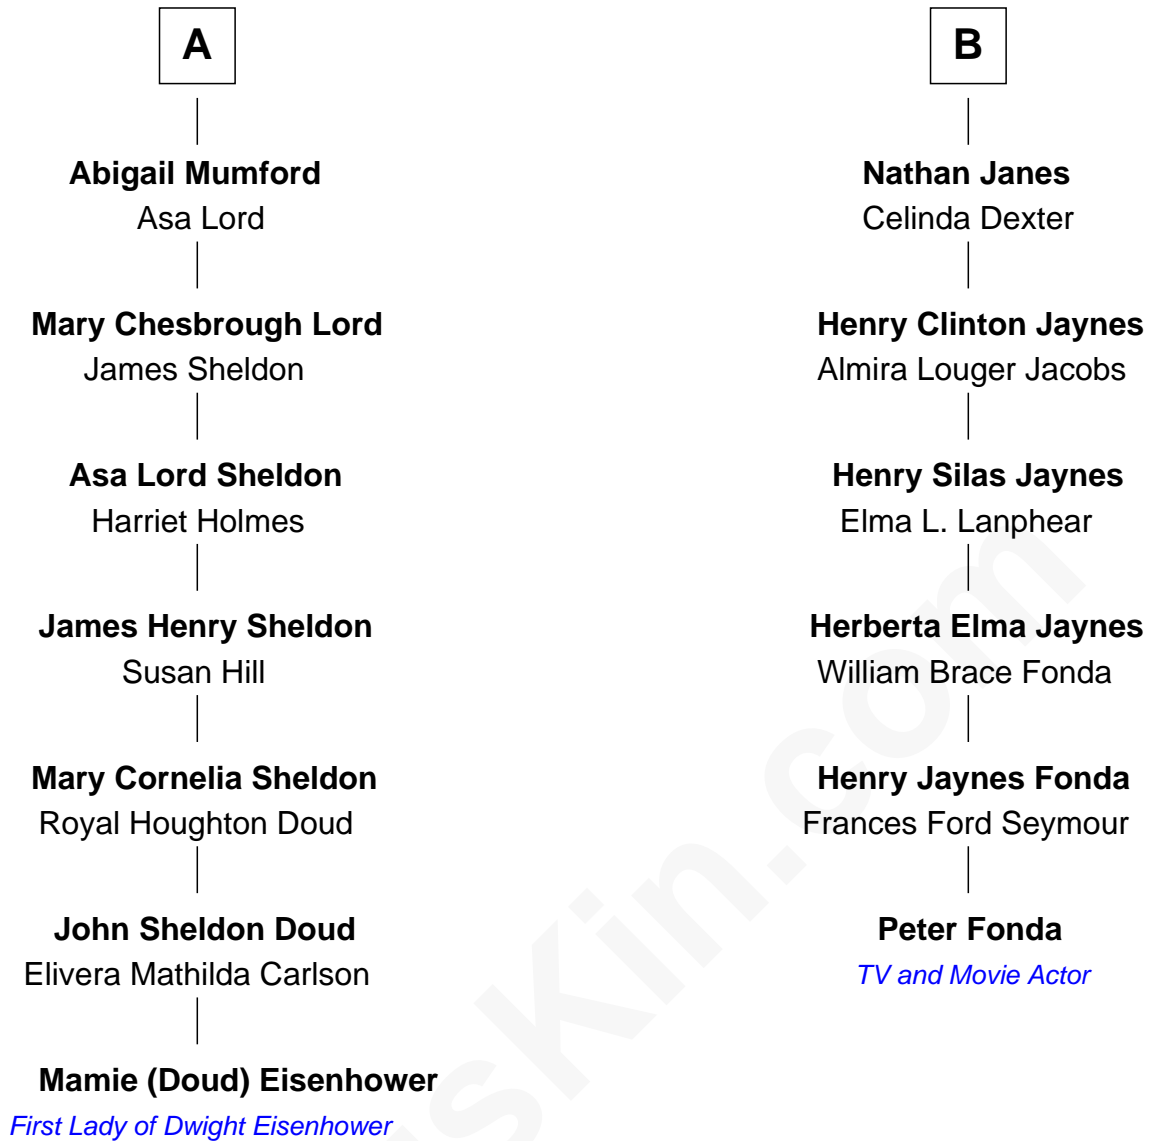 A
B
Abigail Mumford
Asa Lord
Nathan Janes
Celinda Dexter
Mary Chesbrough Lord
James Sheldon
Henry Clinton Jaynes
Almira Louger Jacobs
Asa Lord Sheldon
Harriet Holmes
Henry Silas Jaynes
Elma L. Lanphear
James Henry Sheldon
Susan Hill
Herberta Elma Jaynes
William Brace Fonda
Mary Cornelia Sheldon
Royal Houghton Doud
Henry Jaynes Fonda
Frances Ford Seymour
John Sheldon Doud
Elivera Mathilda Carlson
Peter Fonda
TV and Movie Actor
Mamie (Doud) Eisenhower
First Lady of Dwight Eisenhower